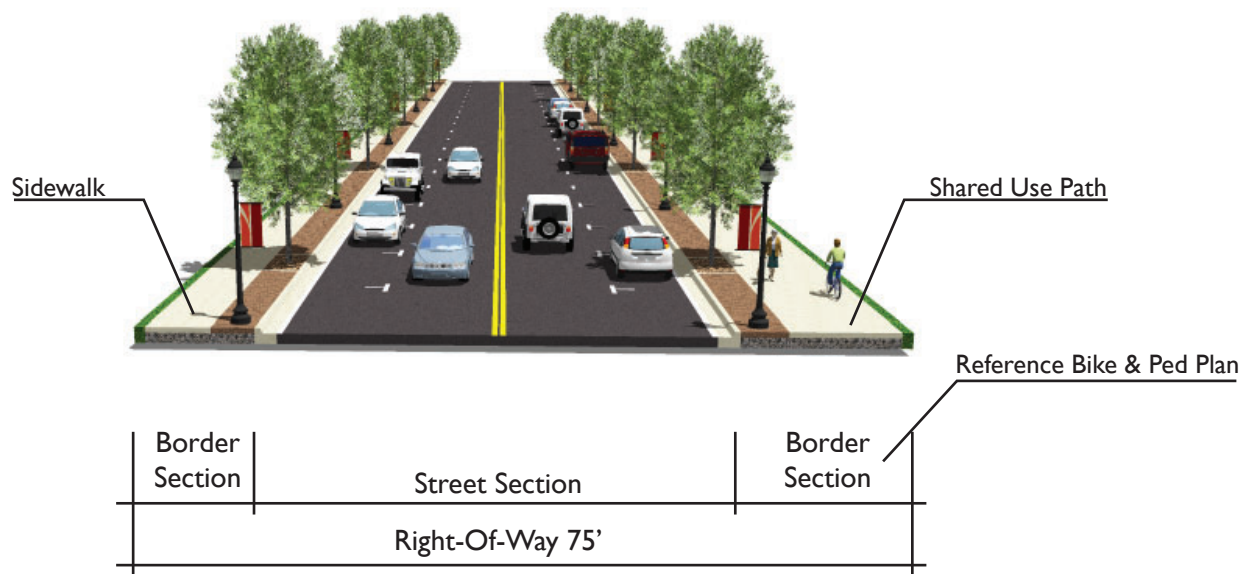 Sidewalk
Shared Use Path
Reference Bike & Ped Plan
Border
Section
Street Section
Border
Section
Right-Of-Way 75’